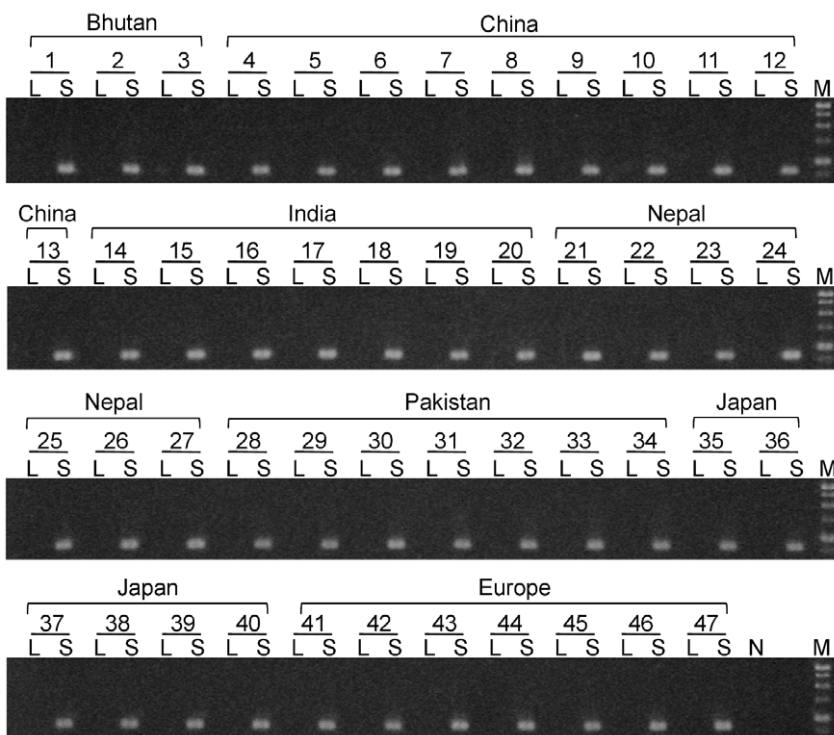 Bhutan China
1 2 3 4 5 6 7 8 9 10 11 12
L S L S L S L S L S L S L S L S L S L S L S L S M
China India Nepal
13 14 15 16 17 18 19 20 21 22 23 24
L S L S L S L S L S L S L S L S L S L S L S L S M
Nepal Pakistan Japan
25 26 27 28 29 30 31 32 33 34 35 36
L S L S L S L S L S L S L S L S L S L S L S L S M
Japan Europe
37 38 39 40 41 42 43 44 45 46 47
L S L S L S L S L S L S L S L S L S L S L S N M